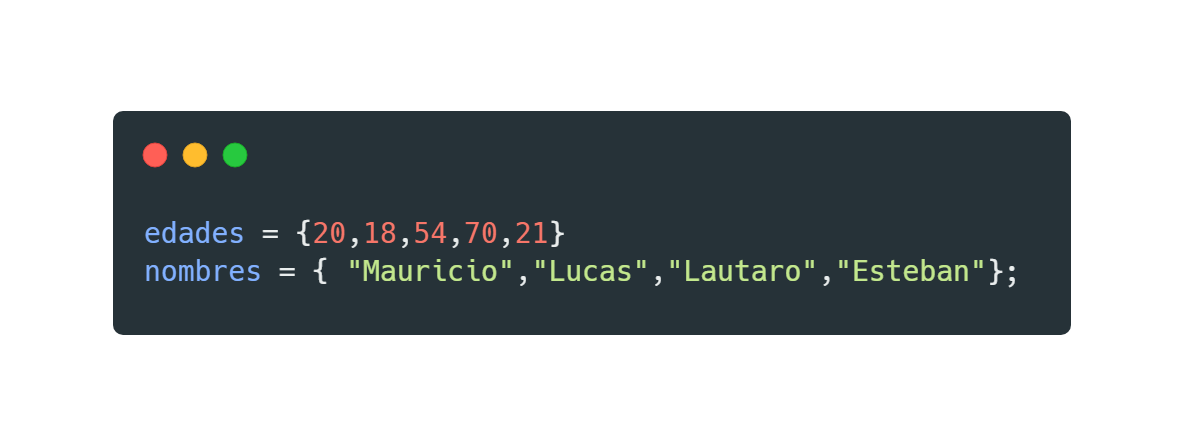 edades = {20,18,54,70,21}
nombres = { "Mauricio","Lucas","Lautaro","Esteban"};